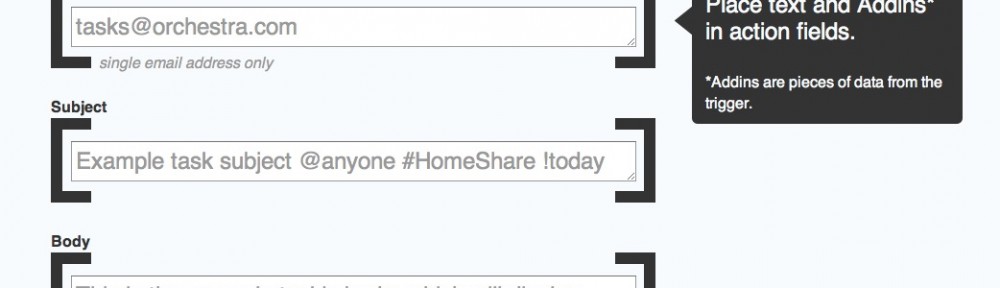 tasks@orchestra.com
single email address only
Place text and Addins*
in action fields.
*Addins are pieces of data from the
trigger.
Subject
Example task subject @anyone #HomeShare !today
Body